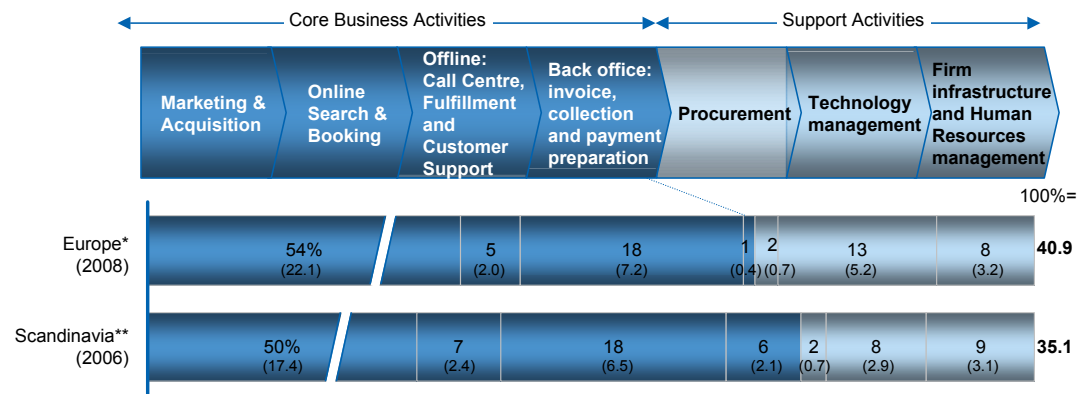 Core Business Activities
Support Activities
Marketing &
Acquisition
Online
Search &
Booking
Offline:
Call Centre,
Fulfillment
and
Customer
Support
Back office:
invoice,
collection
and payment
preparation
Procurement
Technology
management
Firm
infrastructure
and Human
Resources
management
100%=
Europe*
(2008)
54%
(22.1)
5
(2.0)
18
(7.2)
1
(0.4)
2
(0.7)
13
(5.2)
8
(3.2)
40.9
Scandinavia**
(2006)
50%
(17.4)
7
(2.4)
18
(6.5)
6
(2.1)
2
(0.7)
8
(2.9)
9
(3.1)
35.1